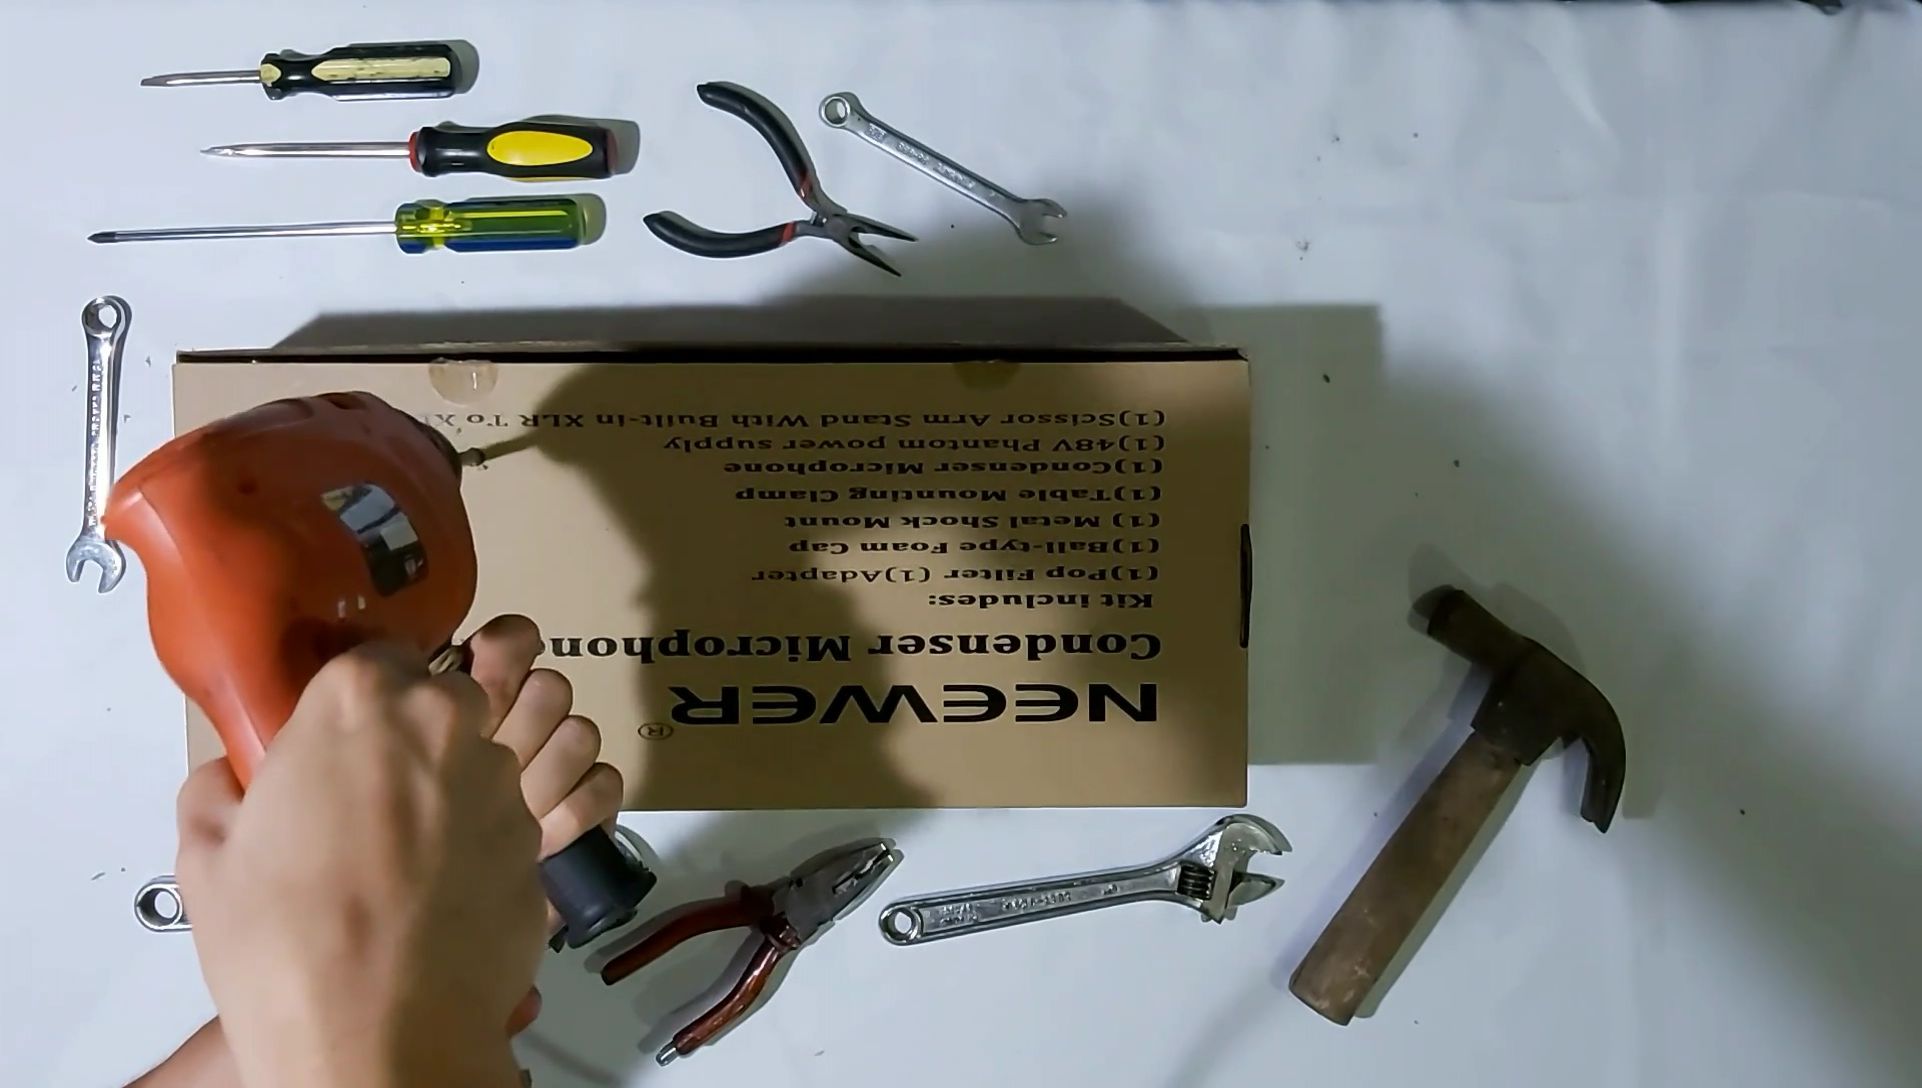 NEEWER®
Condenser Microphon
Kit includes:
(1)Pop Filter (1)Adapter
(1)Ball-type Foam Cap
(1) Metal Shock Mount
(1)Table Mounting Clamp
(1)Condenser Microphone
(1)48V Phantom power supply
(1)Scissor Arm Stand With Built-in XLR To XL